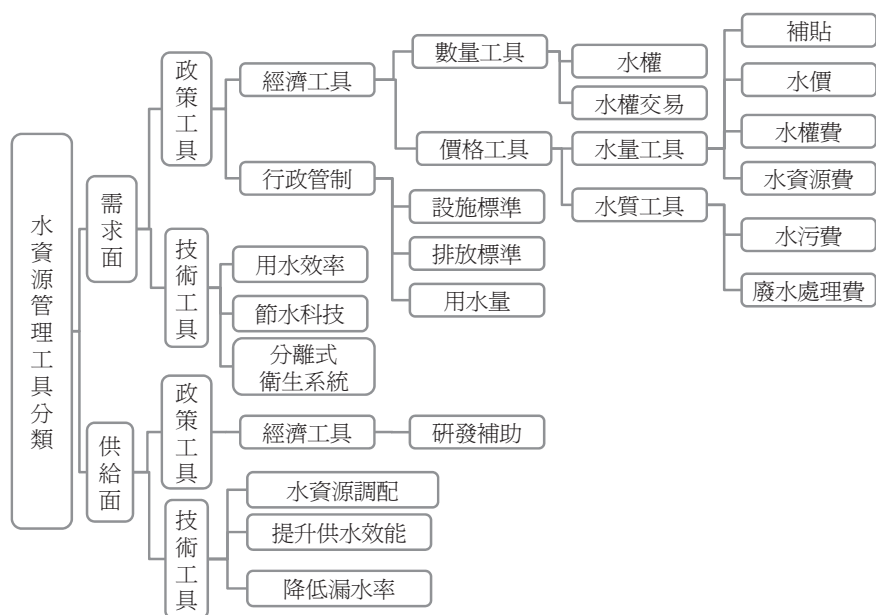 水資源管理工具分類
需求面
政策工具
經濟工具
數量工具
水權
水權交易
價格工具
水量工具
補貼
水價
水權費
水資源費
水質工具
水污費
廢水處理費
行政管制
設施標準
排放標準
用水量
技術工具
用水效率
節水科技
分離式
衛生系統
供給面
政策工具
經濟工具
研發補助
技術工具
水資源調配
提升供水效能
降低漏水率